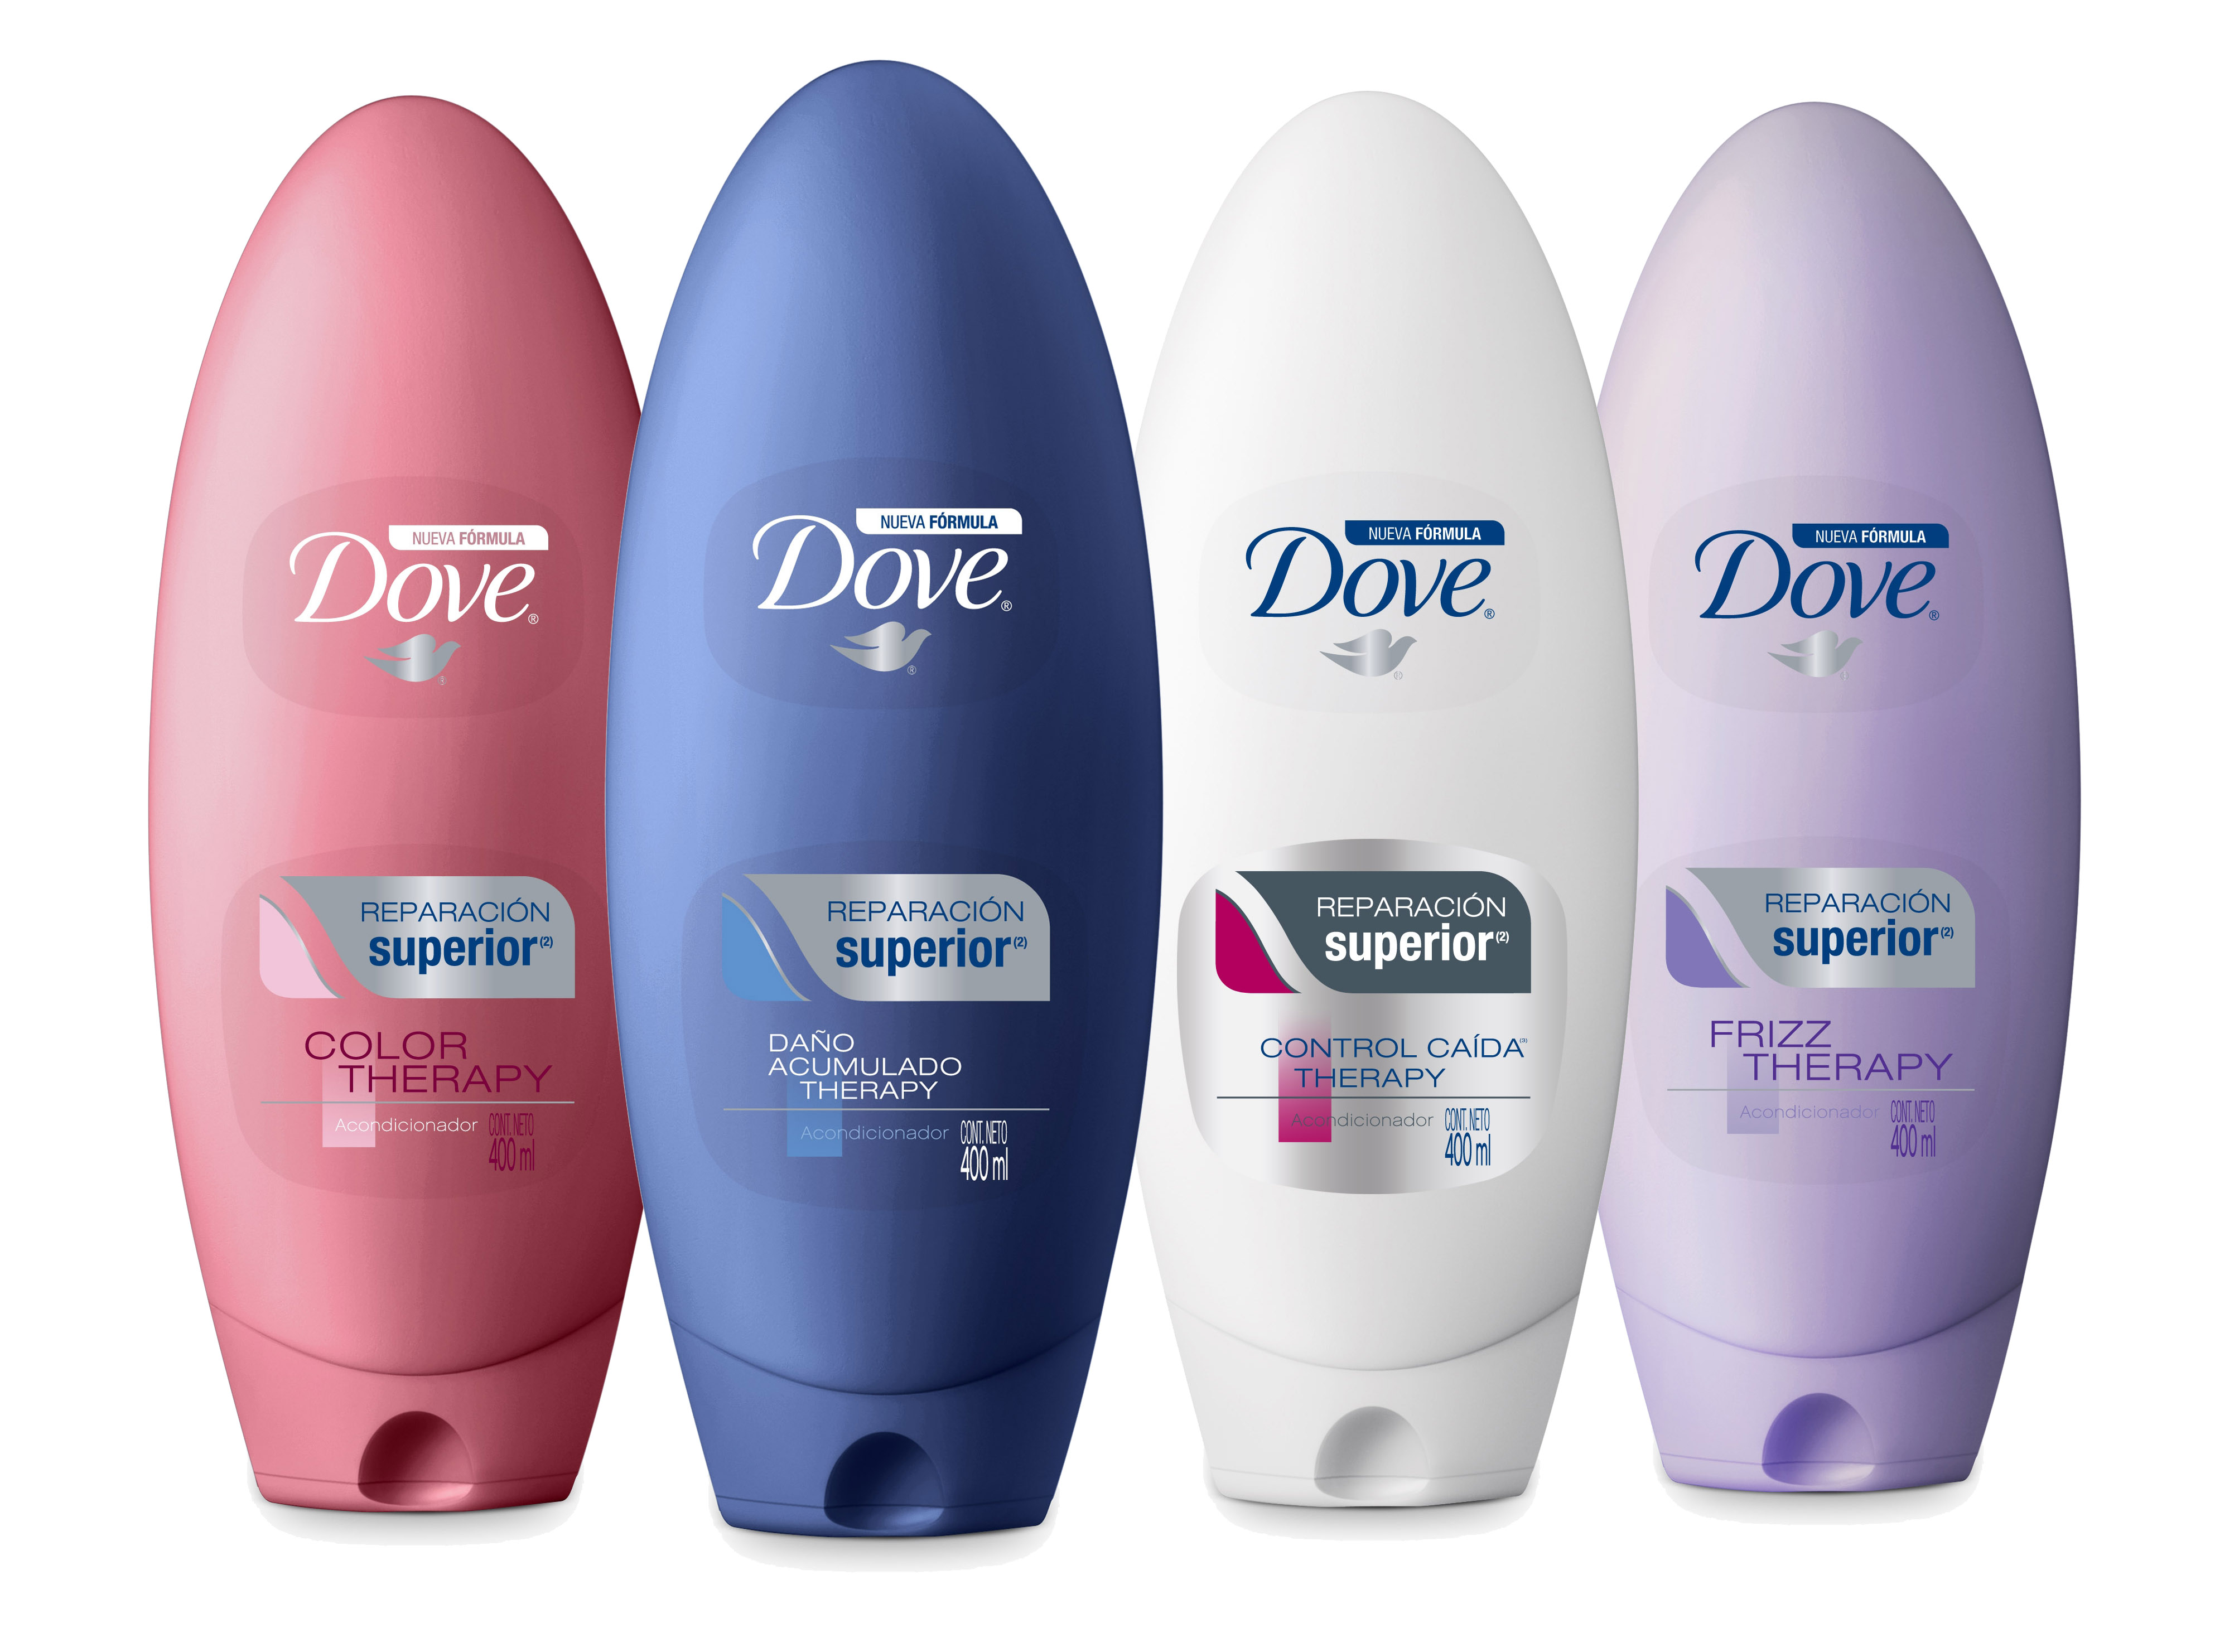 NUEVA FÓRMULA
Dove®
REPARACIÓN
superior(2)
COLOR
THERAPY
Acondicionador
CONT. NETO
400 ml
NUEVA FÓRMULA
Dove®
®
REPARACIÓN
superior(2)
DAÑO
ACUMULADO
THERAPY
Acondicionador
CONT. NETO
400 ml
NUEVA FÓRMULA
Dove®
®
REPARACIÓN
superior(2)
CONTROL CAÍDA(3)
THERAPY
Acondicionador
CONT. NETO
400 ml
NUEVA FÓRMULA
Dove®
REPARACIÓN
superior(2)
FRIZZ
THERAPY
Acondicionador
CONT. NETO
400 ml